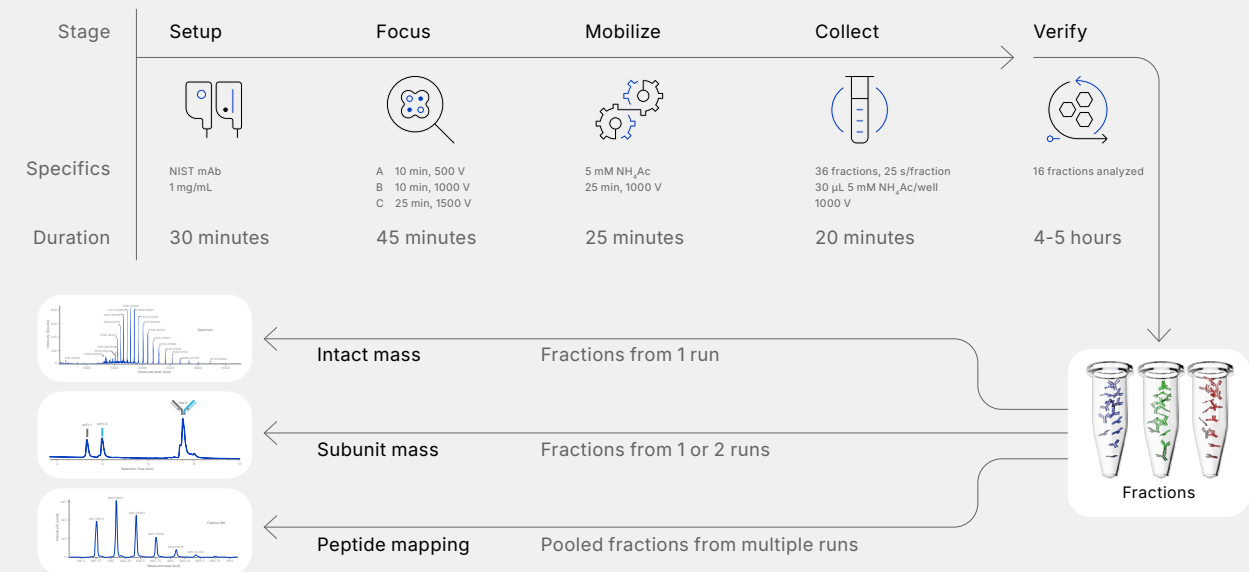 Stage Setup Focus Mobilize Collect Verify
Specifics
NIST mAb
1 mg/mL
A 10 min, 500 V
B 10 min, 1000 V
C 25 min, 1500 V
5 mM NH4Ac
25 min, 1000 V
36 fractions, 25 s/fraction
30 µL 5 mM NH4Ac/well
1000 V
16 fractions analyzed
Duration 30 minutes 45 minutes 25 minutes 20 minutes 4-5 hours
Intact mass Fractions from 1 run
Subunit mass Fractions from 1 or 2 runs
Peptide mapping Pooled fractions from multiple runs
Fractions